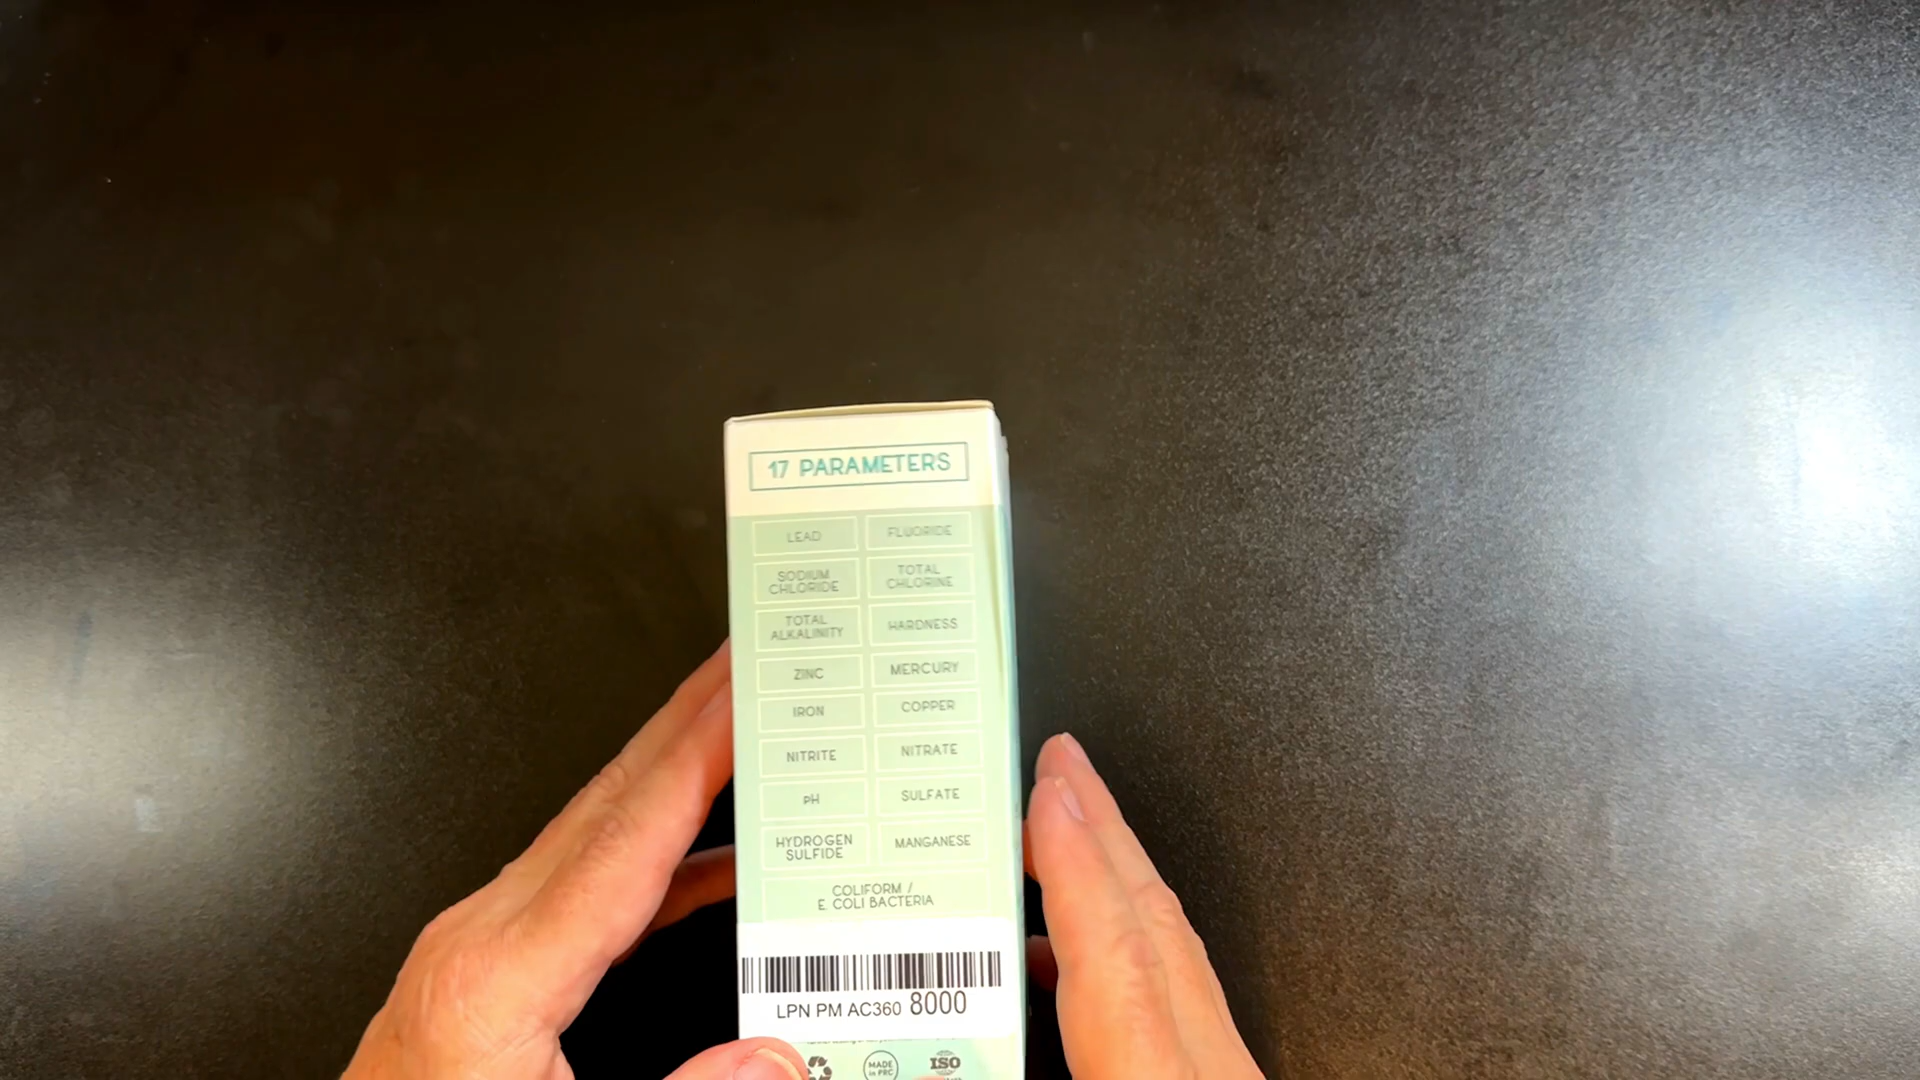 17 PARAMETERS
LEAD
FLUORIDE
SODIUM
CHLORIDE
TOTAL
CHLORINE
TOTAL
ALKALINITY
HARDNESS
ZINC
MERCURY
IRON
COPPER
NITRITE
NITRATE
pH
SULFATE
HYDROGEN
SULFIDE
MANGANESE
COLIFORM /
E. COLI BACTERIA
LPN PM AC360 8000
MADE
in PRC
ISO